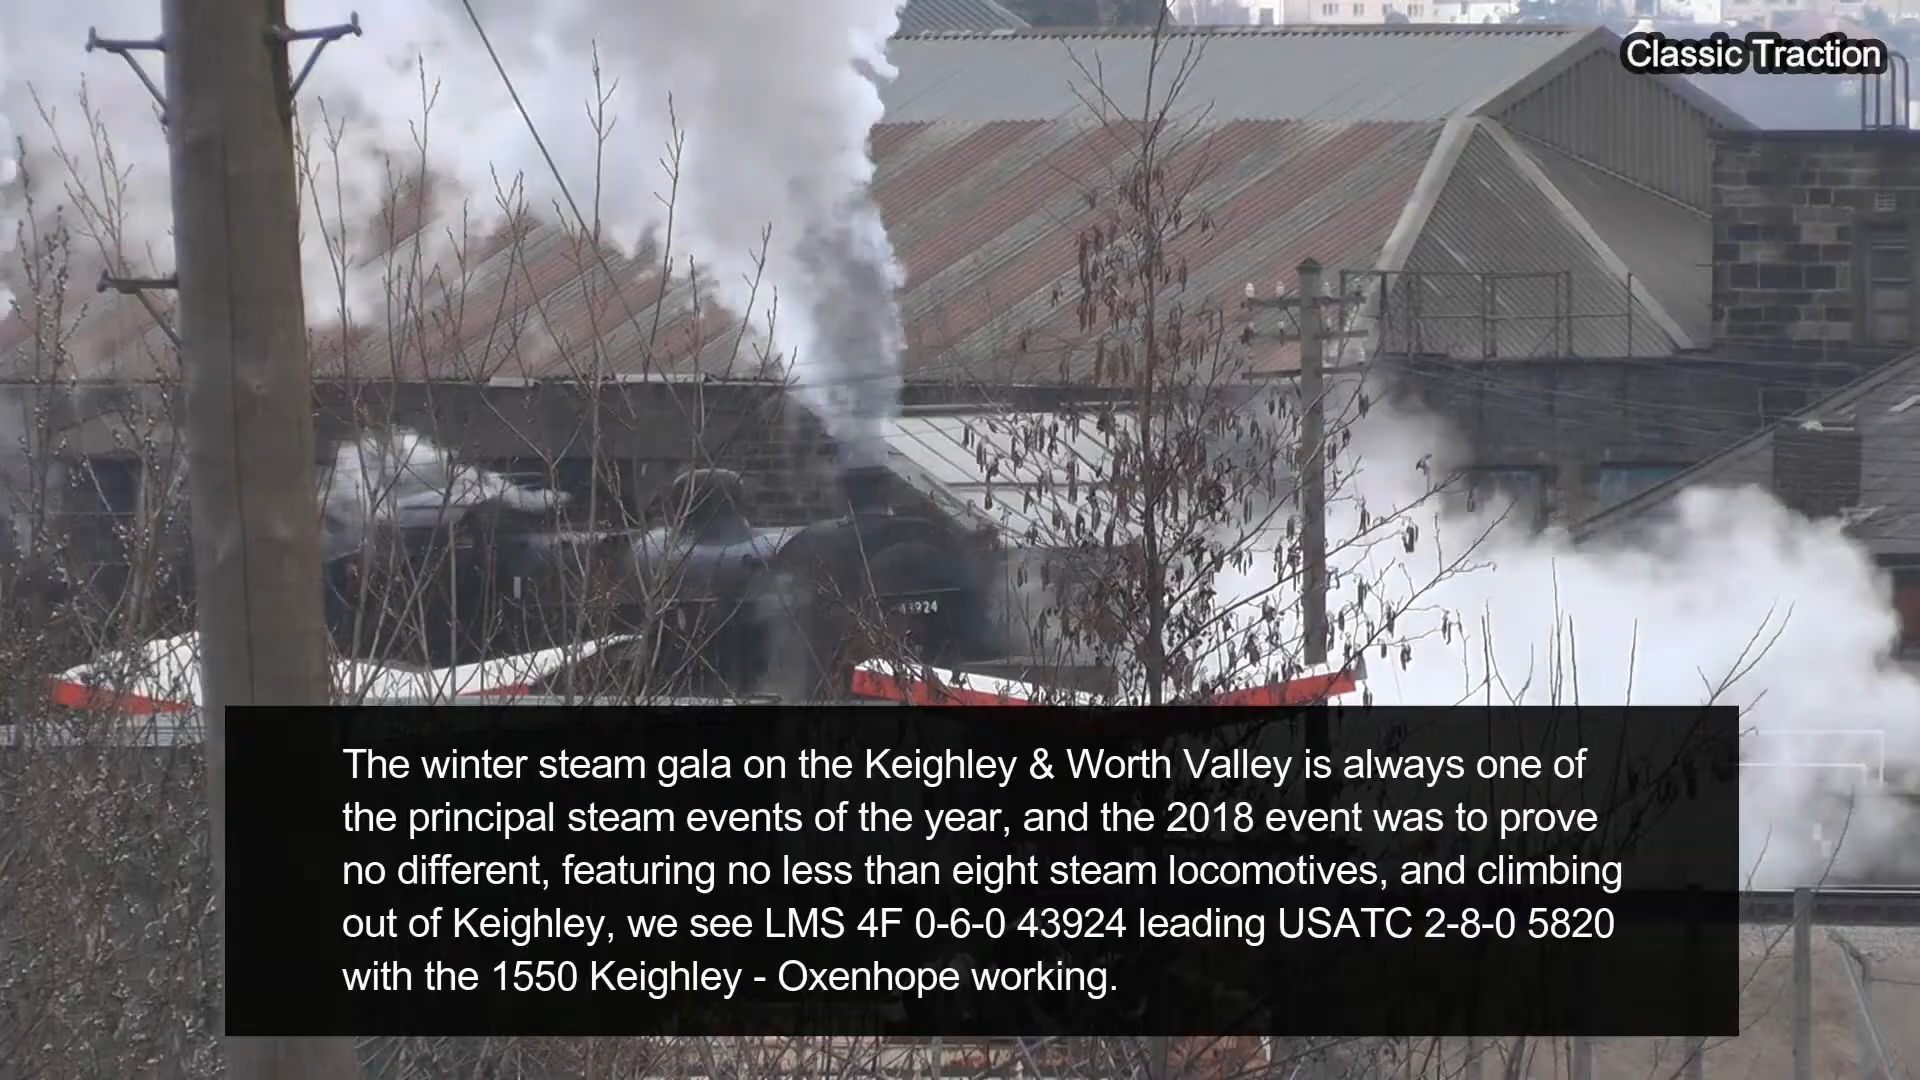 Classic Traction
43924
The winter steam gala on the Keighley & Worth Valley is always one of
the principal steam events of the year, and the 2018 event was to prove
no different, featuring no less than eight steam locomotives, and climbing
out of Keighley, we see LMS 4F 0-6-0 43924 leading USATC 2-8-0 5820
with the 1550 Keighley - Oxenhope working.